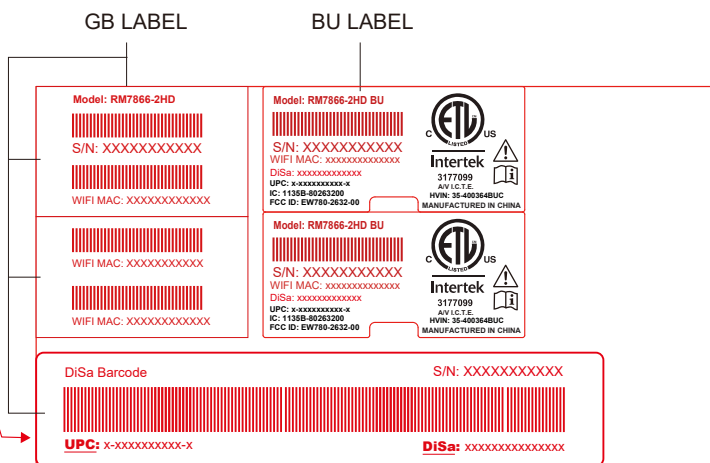 GB LABEL
BU LABEL
Model: RM7866-2HD
S/N: XXXXXXXXXXX
WIFI MAC: XXXXXXXXXXXX
WIFI MAC: XXXXXXXXXXXX
WIFI MAC: XXXXXXXXXXXX
Model: RM7866-2HD BU
S/N: XXXXXXXXXXX
WIFI MAC: xxxxxxxxxxxxxx
DiSa: xxxxxxxxxxxxx
UPC: x-xxxxxxxxxx-x
IC: 1135B-80263200
FCC ID: EW780-2632-00
C ETL US
LISTED
Intertek
3177099
A/V I.C.T.E.
HVIN: 35-400364BUC
MANUFACTURED IN CHINA
Model: RM7866-2HD BU
S/N: XXXXXXXXXXX
WIFI MAC: xxxxxxxxxxxxxx
DiSa: xxxxxxxxxxxxx
UPC: x-xxxxxxxxxx-x
IC: 1135B-80263200
FCC ID: EW780-2632-00
C ETL US
LISTED
Intertek
3177099
A/V I.C.T.E.
HVIN: 35-400364BUC
MANUFACTURED IN CHINA
DiSa Barcode
S/N: XXXXXXXXXXX
UPC: x-xxxxxxxxxx-x
DiSa: xxxxxxxxxxxxxxx